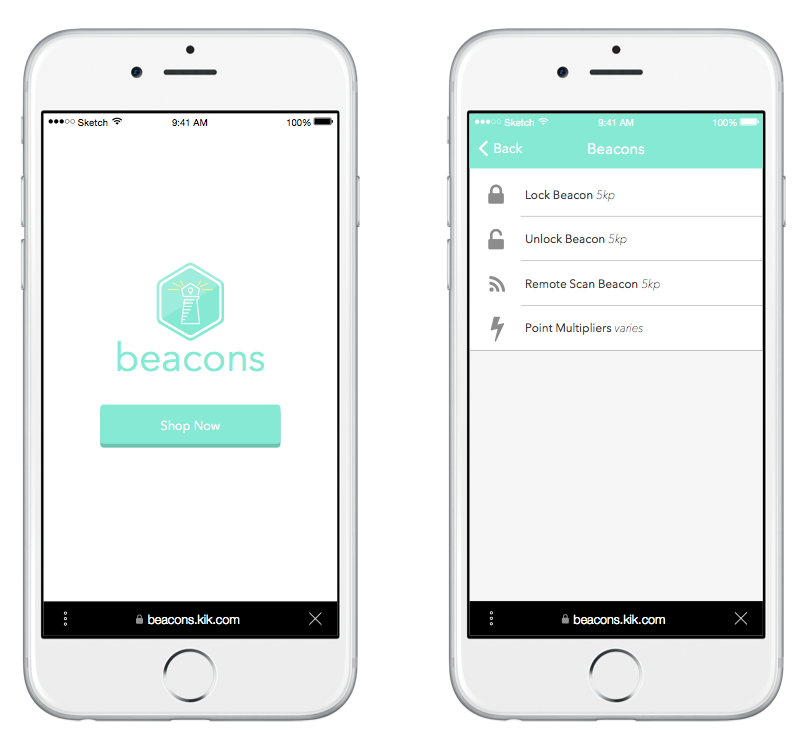 Sketch 9:41 AM 100%
beacons
Shop Now
beacons.kik.com
Sketch 9:41 AM 100%
Back Beacons
Lock Beacon 5kp
Unlock Beacon 5kp
Remote Scan Beacon 5kp
Point Multipliers varies
beacons.kik.com